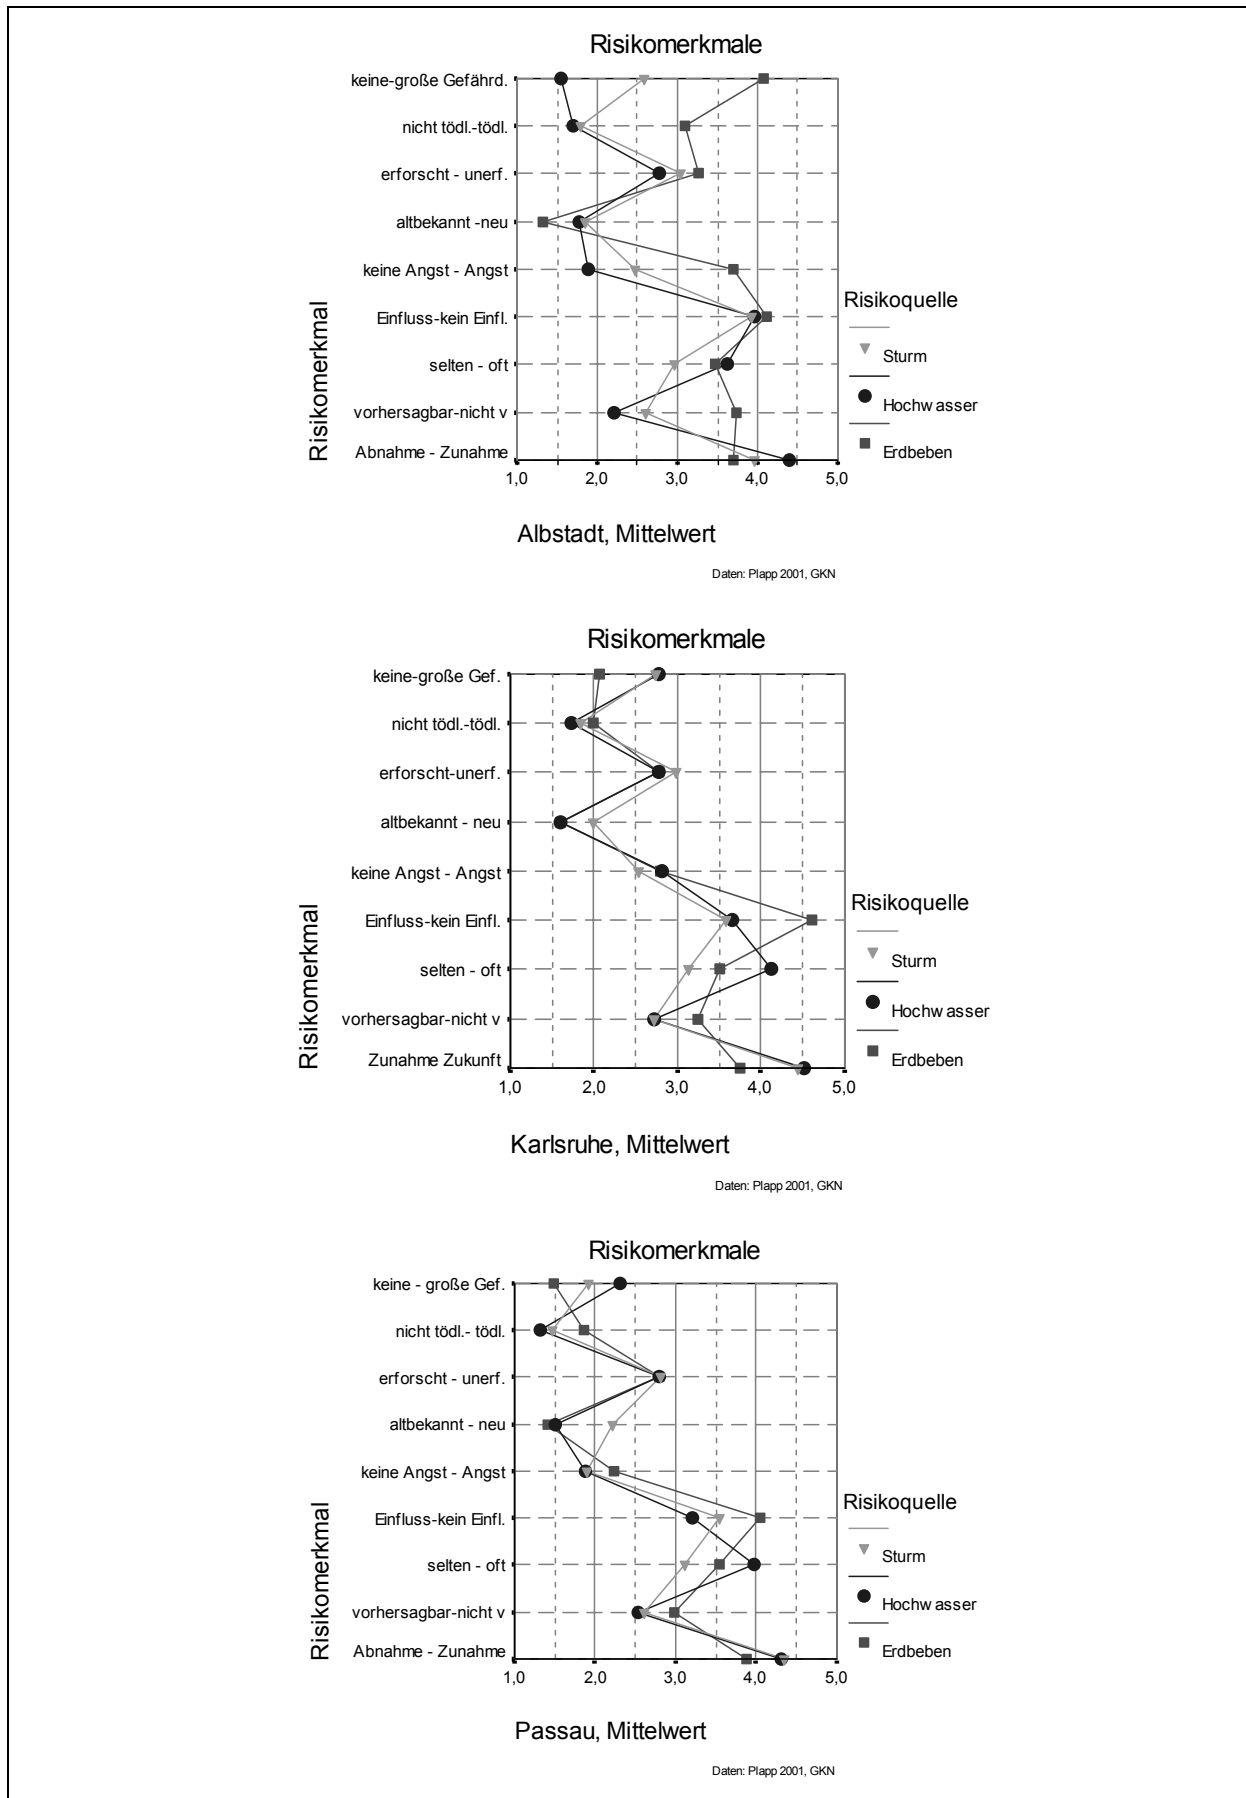 Risikomerkmale
keine-große Gefährd.
nicht tödl.-tödl.
erforscht - unerf.
altbekannt -neu
keine Angst - Angst
Einfluss-kein Einfl.
selten - oft
vorhersagbar-nicht v
Abnahme - Zunahme
Risikomerkmal
1,0 2,0 3,0 4,0 5,0
Albstadt, Mittelwert
Risikoquelle
Sturm
Hochwasser
Erdbeben
Daten: Plapp 2001, GKN
Risikomerkmale
keine-große Gef.
nicht tödl.-tödl.
erforscht-unerf.
altbekannt - neu
keine Angst - Angst
Einfluss-kein Einfl.
selten - oft
vorhersagbar-nicht v
Zunahme Zukunft
Risikomerkmal
1,0 2,0 3,0 4,0 5,0
Karlsruhe, Mittelwert
Risikoquelle
Sturm
Hochwasser
Erdbeben
Daten: Plapp 2001, GKN
Risikomerkmale
keine - große Gef.
nicht tödl.- tödl.
erforscht - unerf.
altbekannt - neu
keine Angst - Angst
Einfluss-kein Einfl.
selten - oft
vorhersagbar-nicht v
Abnahme - Zunahme
Risikomerkmal
1,0 2,0 3,0 4,0 5,0
Passau, Mittelwert
Risikoquelle
Sturm
Hochwasser
Erdbeben
Daten: Plapp 2001, GKN